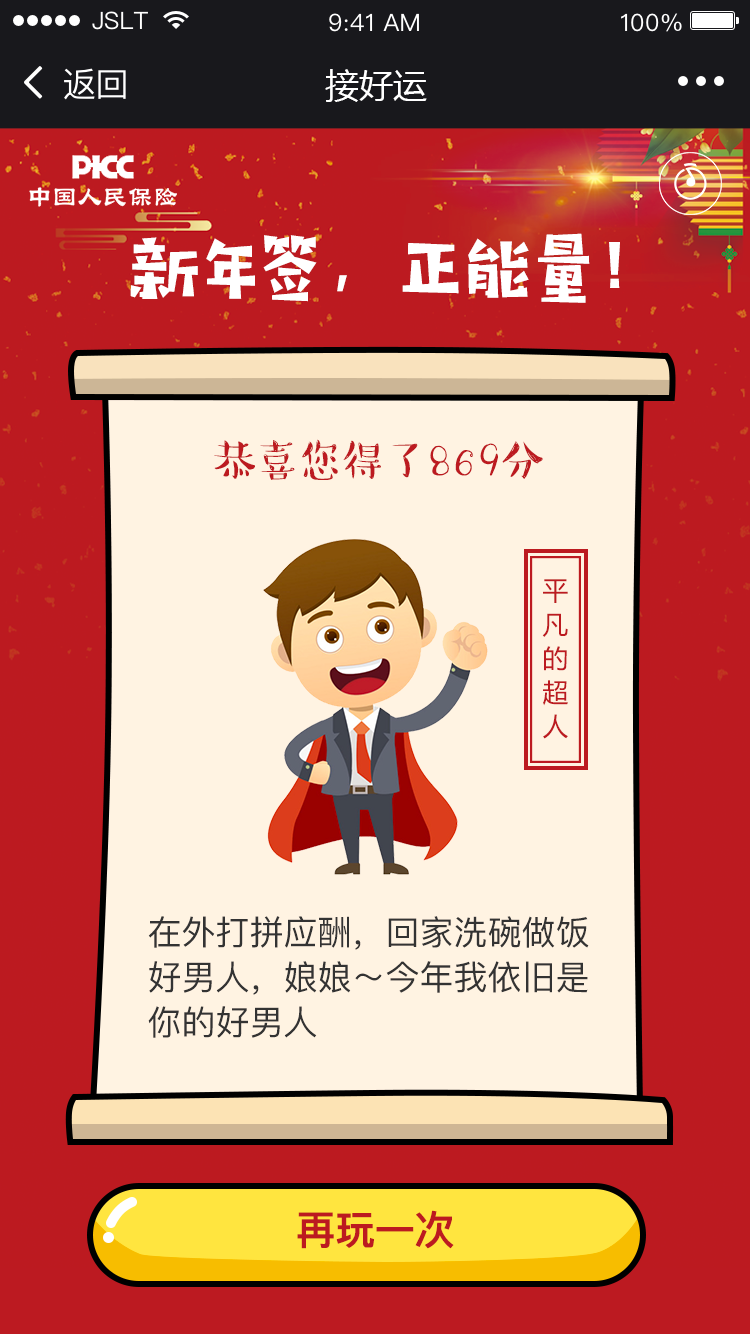 JSLT
9:41 AM
100%
返回
接好运
PICC
中国人民保险
新年签，正能量！
恭喜您得了869分
平凡的超人
在外打拼应酬，回家洗碗做饭
好男人，娘娘～今年我依旧是
你的好男人
再玩一次